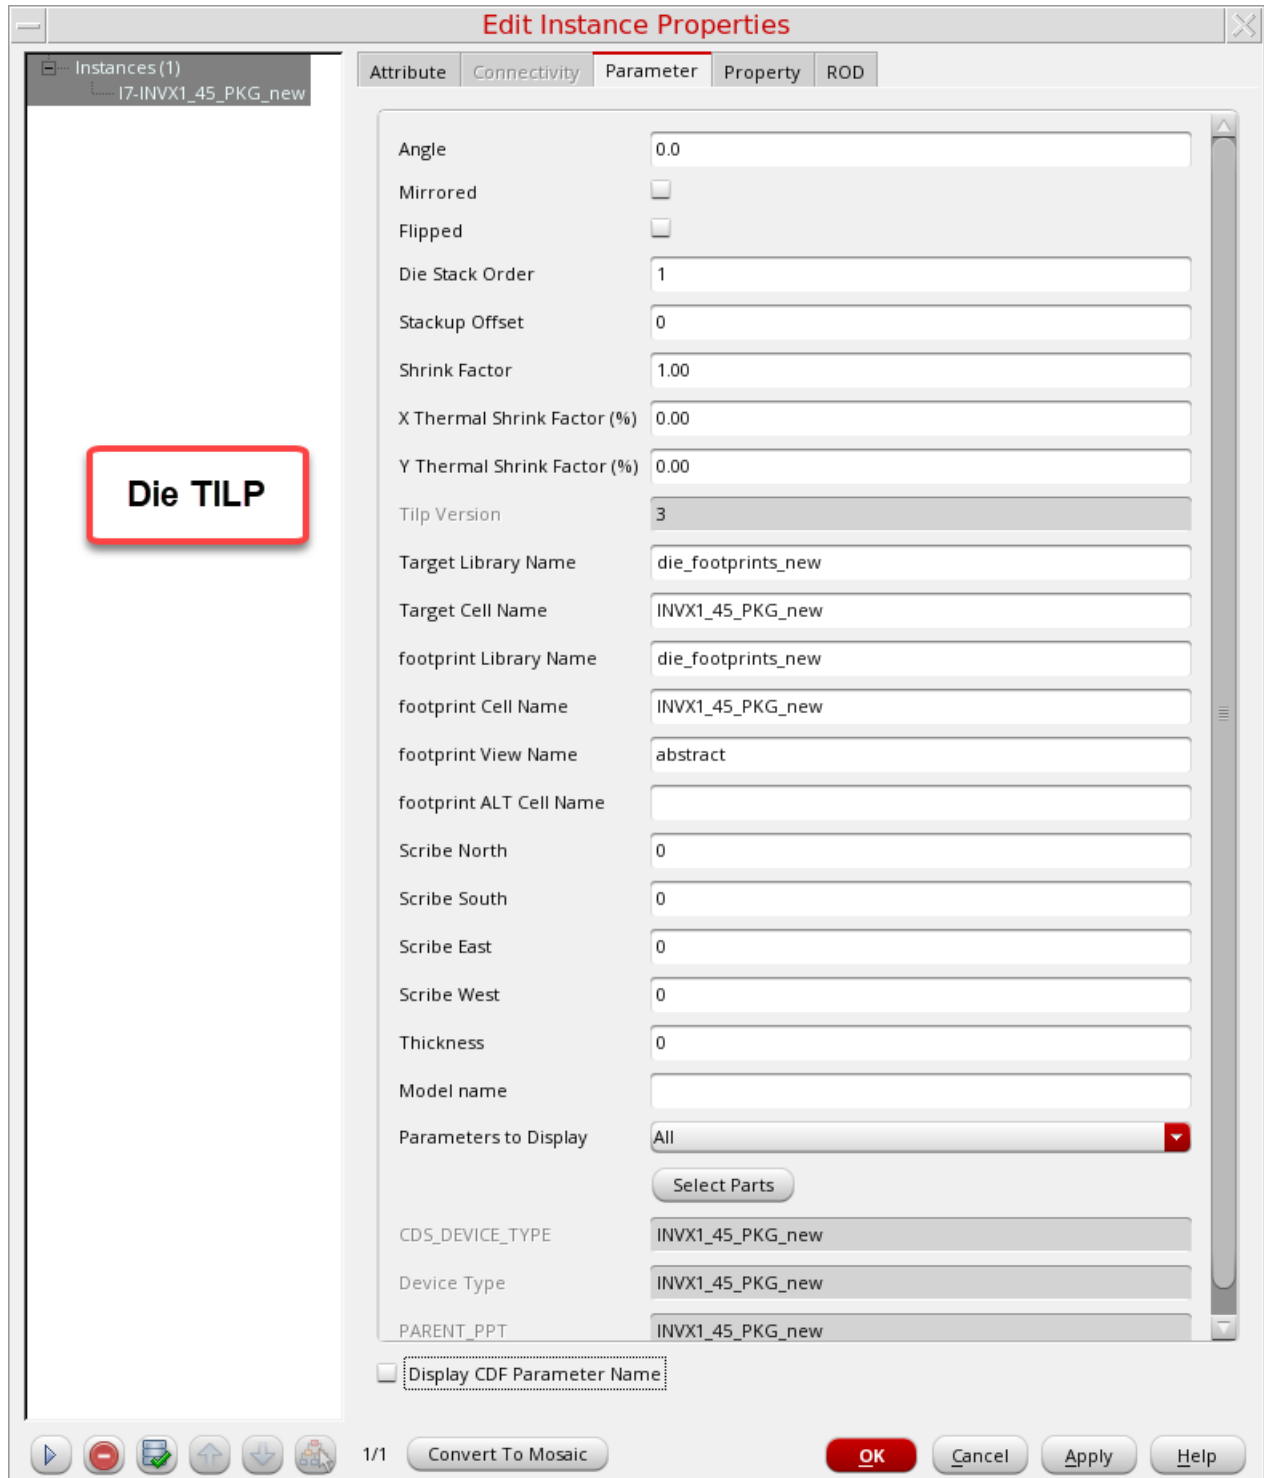 Edit Instance Properties
Instances (1)
I7-INVX1_45_PKG_new
Attribute Connectivity Parameter Property ROD
Angle 0.0
Mirrored
Flipped
Die Stack Order 1
Stackup Offset 0
Shrink Factor 1.00
X Thermal Shrink Factor (%) 0.00
Y Thermal Shrink Factor (%) 0.00
Die TILP
Tilp Version 3
Target Library Name die_footprints_new
Target Cell Name INVX1_45_PKG_new
footprint Library Name die_footprints_new
footprint Cell Name INVX1_45_PKG_new
footprint View Name abstract
footprint ALT Cell Name
Scribe North 0
Scribe South 0
Scribe East 0
Scribe West 0
Thickness 0
Model name
Parameters to Display All
Select Parts
CDS_DEVICE_TYPE INVX1_45_PKG_new
Device Type INVX1_45_PKG_new
PARENT_PPT INVX1_45_PKG_new
Display CDF Parameter Name
1/1 Convert To Mosaic OK Cancel Apply Help